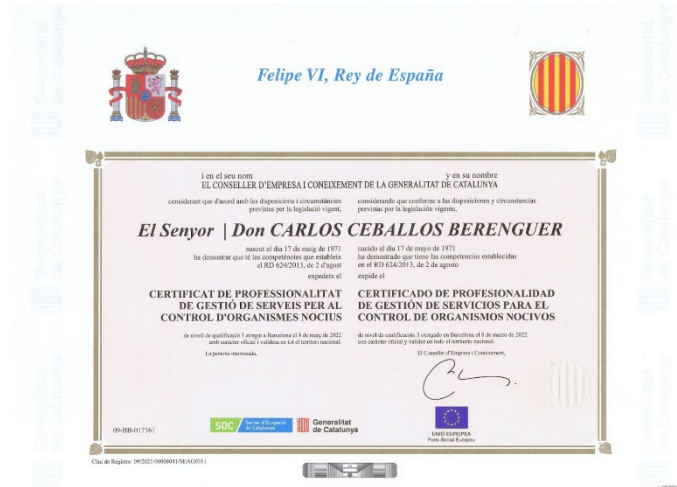 Felipe VI, Rey de España
i en el seu nom
y en su nombre
EL CONSELLER D'EMPRESA I CONEIXEMENT DE LA GENERALITAT DE CATALUNYA
considerant que d'acord amb les disposicions i circumstàncies
previstes per la legislació vigent,
considerando que conforme a las disposiciones y circunstancias
previstas por la legislación vigente,
El Senyor | Don CARLOS CEBALLOS BERENGUER
nascut el dia 17 de maig de 1971
ha demostrat que té les competències que estableix
el RD 624/2013, de 2 d'agost
expedeix el
nacido el día 17 de mayo de 1971
ha demostrado que tiene las competencias establecidas
en el RD 624/2013, de 2 de agosto
expide el
CERTIFICAT DE PROFESSIONALITAT
DE GESTIÓ DE SERVEIS PER AL
CONTROL D'ORGANISMES NOCIUS
CERTIFICADO DE PROFESIONALIDAD
DE GESTIÓN DE SERVICIOS PARA EL
CONTROL DE ORGANISMOS NOCIVOS
de nivell de qualificació 3 atorgat a Barcelona el 8 de març de 2022
amb caràcter oficial i validesa en tot el territori nacional.
de nivel de cualificación 3 otorgado en Barcelona el 8 de marzo de 2022
con carácter oficial y validez en todo el territorio nacional.
La persona interessada,
El Conseller d'Empresa i Coneixement,
09-BB-017161
SOC
Servei d'Ocupació
de Catalunya
Generalitat
de Catalunya
UNIÓ EUROPEA
Fons Social Europeu
Clau de Registre: